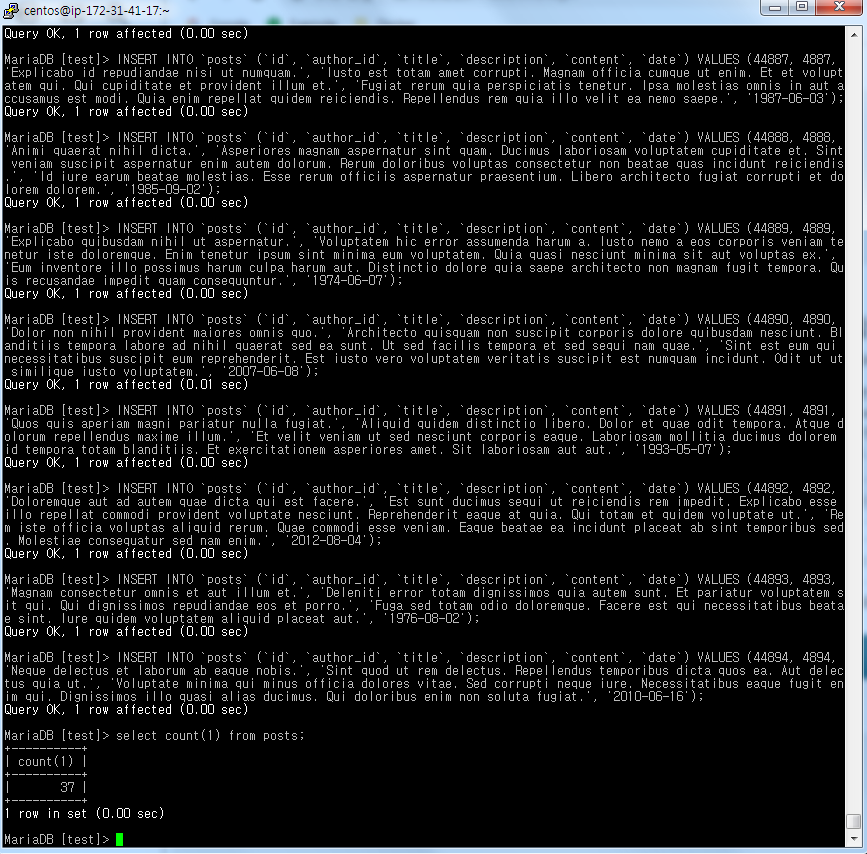 centos@ip-172-31-41-17:~
Query OK, 1 row affected (0.00 sec)
MariaDB [test]> INSERT INTO `posts` (`id`, `author_id`, `title`, `description`, `content`, `date`) VALUES (44887, 4887,
'Explicabo id repudiandae nisi ut numquam.', 'Iusto est totam amet corrupti. Magnam officia cumque ut enim. Et et volupt
atem qui. Qui cupiditate et provident illum et.', 'Fugiat rerum quia perspiciatis tenetur. Ipsa molestias omnis in aut a
ccusamus est modi. Quia enim repellat quidem reiciendis. Repellendus rem quia illo velit ea nemo saepe.', '1987-06-03');
Query OK, 1 row affected (0.00 sec)
MariaDB [test]> INSERT INTO `posts` (`id`, `author_id`, `title`, `description`, `content`, `date`) VALUES (44888, 4888,
'Animi quaerat nihil dicta.', 'Asperiores magnam aspernatur sint quam. Ducimus laboriosam voluptatem cupiditate et. Sint
 veniam suscipit aspernatur enim autem dolorum. Rerum doloribus voluptas consectetur non beatae quas incidunt reiciendis
.', 'Id iure earum beatae molestias. Esse rerum officiis aspernatur praesentium. Libero architecto fugiat corrupti et do
lorem dolorem.', '1985-09-02');
Query OK, 1 row affected (0.00 sec)
MariaDB [test]> INSERT INTO `posts` (`id`, `author_id`, `title`, `description`, `content`, `date`) VALUES (44889, 4889,
'Explicabo quibusdam nihil ut aspernatur.', 'Voluptatem hic error assumenda harum a. Iusto nemo a eos corporis veniam te
netur iste doloremque. Enim tenetur ipsum sint minima eum voluptatem. Quia quasi nesciunt minima sit aut voluptas ex.',
'Eum inventore illo possimus harum culpa harum aut. Distinctio dolore quia saepe architecto non magnam fugit tempora. Qu
is recusandae impedit quam consequuntur.', '1974-06-07');
Query OK, 1 row affected (0.00 sec)
MariaDB [test]> INSERT INTO `posts` (`id`, `author_id`, `title`, `description`, `content`, `date`) VALUES (44890, 4890,
'Dolor non nihil provident maiores omnis quo.', 'Architecto quisquam non suscipit corporis dolore quibusdam nesciunt. Bl
anditiis tempora labore ad nihil quaerat sed ea sunt. Ut sed facilis tempora et sed sequi nam quae.', 'Sint est eum qui
necessitatibus suscipit eum reprehenderit. Est iusto vero voluptatem veritatis suscipit est numquam incidunt. Odit ut ut
 similique iusto voluptatem.', '2007-06-08');
Query OK, 1 row affected (0.01 sec)
MariaDB [test]> INSERT INTO `posts` (`id`, `author_id`, `title`, `description`, `content`, `date`) VALUES (44891, 4891,
'Quos quis aperiam magni pariatur nulla fugiat.', 'Aliquid quidem distinctio libero. Dolor et quae odit tempora. Atque d
olorum repellendus maxime illum.', 'Et velit veniam ut sed nesciunt corporis eaque. Laboriosam mollitia ducimus dolorem
id tempora totam blanditiis. Et exercitationem asperiores amet. Sit laboriosam aut aut.', '1993-05-07');
Query OK, 1 row affected (0.00 sec)
MariaDB [test]> INSERT INTO `posts` (`id`, `author_id`, `title`, `description`, `content`, `date`) VALUES (44892, 4892,
'Doloremque aut ad autem quae dicta qui est facere.', 'Est sunt ducimus sequi ut reiciendis rem impedit. Explicabo esse
illo repellat commodi provident voluptate nesciunt. Reprehenderit eaque at quia. Qui totam et quidem voluptate ut.', 'Re
m iste officia voluptas aliquid rerum. Quae commodi esse veniam. Eaque beatae ea incidunt placeat ab sint temporibus sed
. Molestiae consequatur sed nam enim.', '2012-08-04');
Query OK, 1 row affected (0.00 sec)
MariaDB [test]> INSERT INTO `posts` (`id`, `author_id`, `title`, `description`, `content`, `date`) VALUES (44893, 4893,
'Magnam consectetur omnis et aut illum et.', 'Deleniti error totam dignissimos quia autem sunt. Et pariatur voluptatem s
it qui. Qui dignissimos repudiandae eos et porro.', 'Fuga sed totam odio doloremque. Facere est qui necessitatibus beata
e sint. Iure quidem voluptatem aliquid placeat aut.', '1976-08-02');
Query OK, 1 row affected (0.00 sec)
MariaDB [test]> INSERT INTO `posts` (`id`, `author_id`, `title`, `description`, `content`, `date`) VALUES (44894, 4894,
'Neque delectus et laborum ab eaque nobis.', 'Sint quod ut rem delectus. Repellendus temporibus dicta quos ea. Aut delec
tus quia ut.', 'Voluptate minima qui minus officia dolores vitae. Sed corrupti neque iure. Necessitatibus eaque fugit en
im qui. Dignissimos illo quasi alias ducimus. Qui doloribus enim non soluta fugiat.', '2010-06-16');
Query OK, 1 row affected (0.00 sec)
MariaDB [test]> select count(1) from posts;
+----------+
| count(1) |
+----------+
|       37 |
+----------+
1 row in set (0.00 sec)
MariaDB [test]>